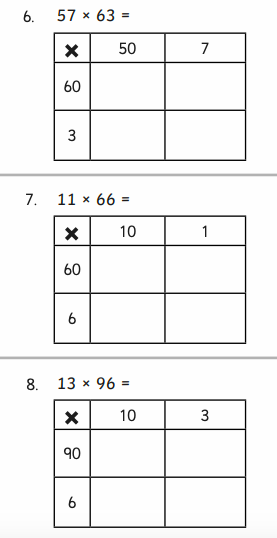 6. 57 × 63 =
× 50 7
60
3
7. 11 × 66 =
× 10 1
60
6
8. 13 × 96 =
× 10 3
90
6